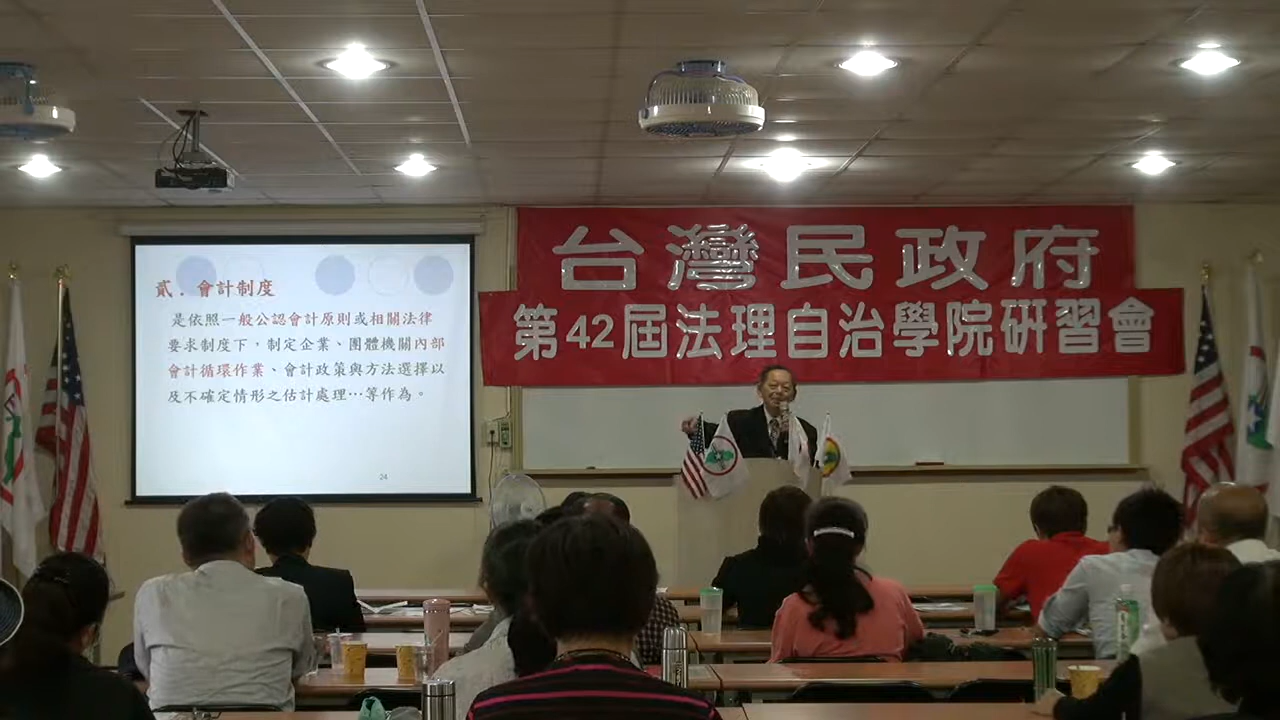 貳．會計制度
是依照一般公認會計原則或相關法律
要求制度下，制定企業、團體機關內部
會計循環作業、會計政策與方法選擇以
及不確定情形之估計處理…等作為。
24
台灣民政府
第42屆法理自治學院研習會